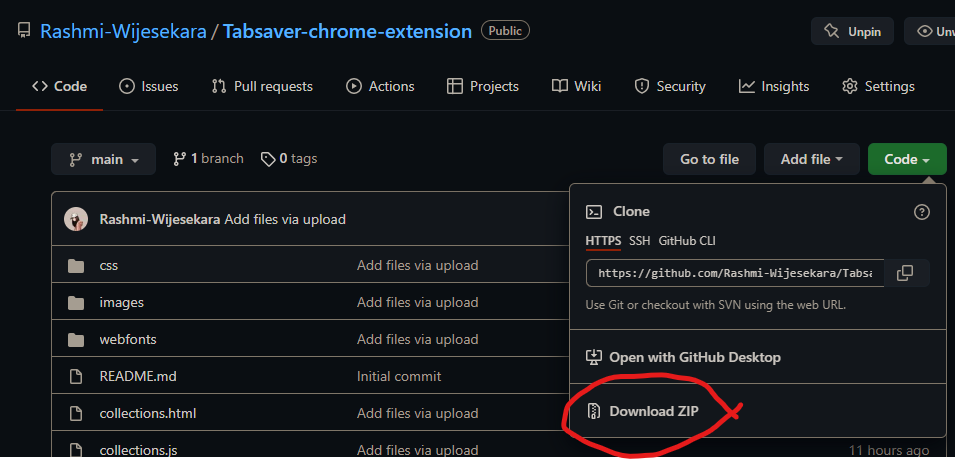 Rashmi-Wijesekara / Tabsaver-chrome-extension Public Unpin
Code Issues Pull requests Actions Projects Wiki Security Insights Settings
main 1 branch 0 tags Go to file Add file Code
Rashmi-Wijesekara Add files via upload
css Add files via upload
images Add files via upload
webfonts Add files via upload
README.md Initial commit
collections.html Add files via upload
collections.js Add files via upload 11 hours ago
Clone
HTTPS SSH GitHub CLI
https://github.com/Rashmi-Wijesekara/Tabsa
Use Git or checkout with SVN using the web URL.
Open with GitHub Desktop
Download ZIP